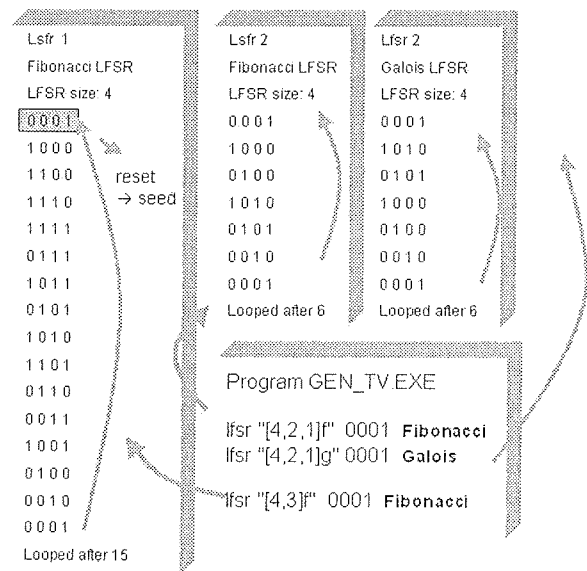 Lsfr 1
Fibonacci LFSR
LFSR size: 4
0 0 0 1
1 0 0 0
1 1 0 0
1 1 1 0
1 1 1 1
0 1 1 1
1 0 1 1
0 1 0 1
1 0 1 0
1 1 0 1
0 1 1 0
0 0 1 1
1 0 0 1
0 1 0 0
0 0 1 0
0 0 0 1
Looped after 15
reset
→ seed
Lsfr 2
Fibonacci LFSR
LFSR size: 4
0 0 0 1
1 0 0 0
0 1 0 0
1 0 1 0
0 1 0 1
0 0 1 0
0 0 0 1
Looped after 6
Lfsr 2
Galois LFSR
LFSR size: 4
0 0 0 1
1 0 1 0
0 1 0 1
1 0 0 0
0 1 0 0
0 0 1 0
0 0 0 1
Looped after 6
Program GEN_TV.EXE
lfsr "[4,2,1]f" 0001 Fibonacci
lfsr "[4,2,1]g" 0001 Galois
lfsr "[4,3]f" 0001 Fibonacci